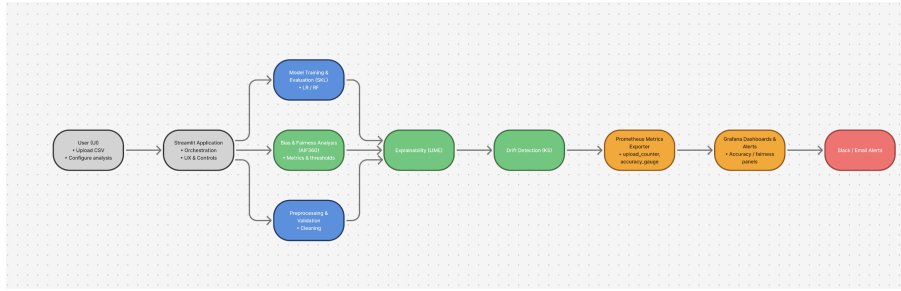 User (UI)
• Upload CSV
• Configure analysis
Streamlit Application
• Orchestration
• UX & Controls
Model Training &
Evaluation (SKL)
• LR / RF
Bias & Fairness Analysis
(AIF360)
• Metrics & thresholds
Preprocessing &
Validation
• Cleaning
Explainability (LIME)
Drift Detection (KS)
Prometheus Metrics
Exporter
• upload_counter,
accuracy_gauge
Grafana Dashboards &
Alerts
• Accuracy / fairness
panels
Slack / Email Alerts